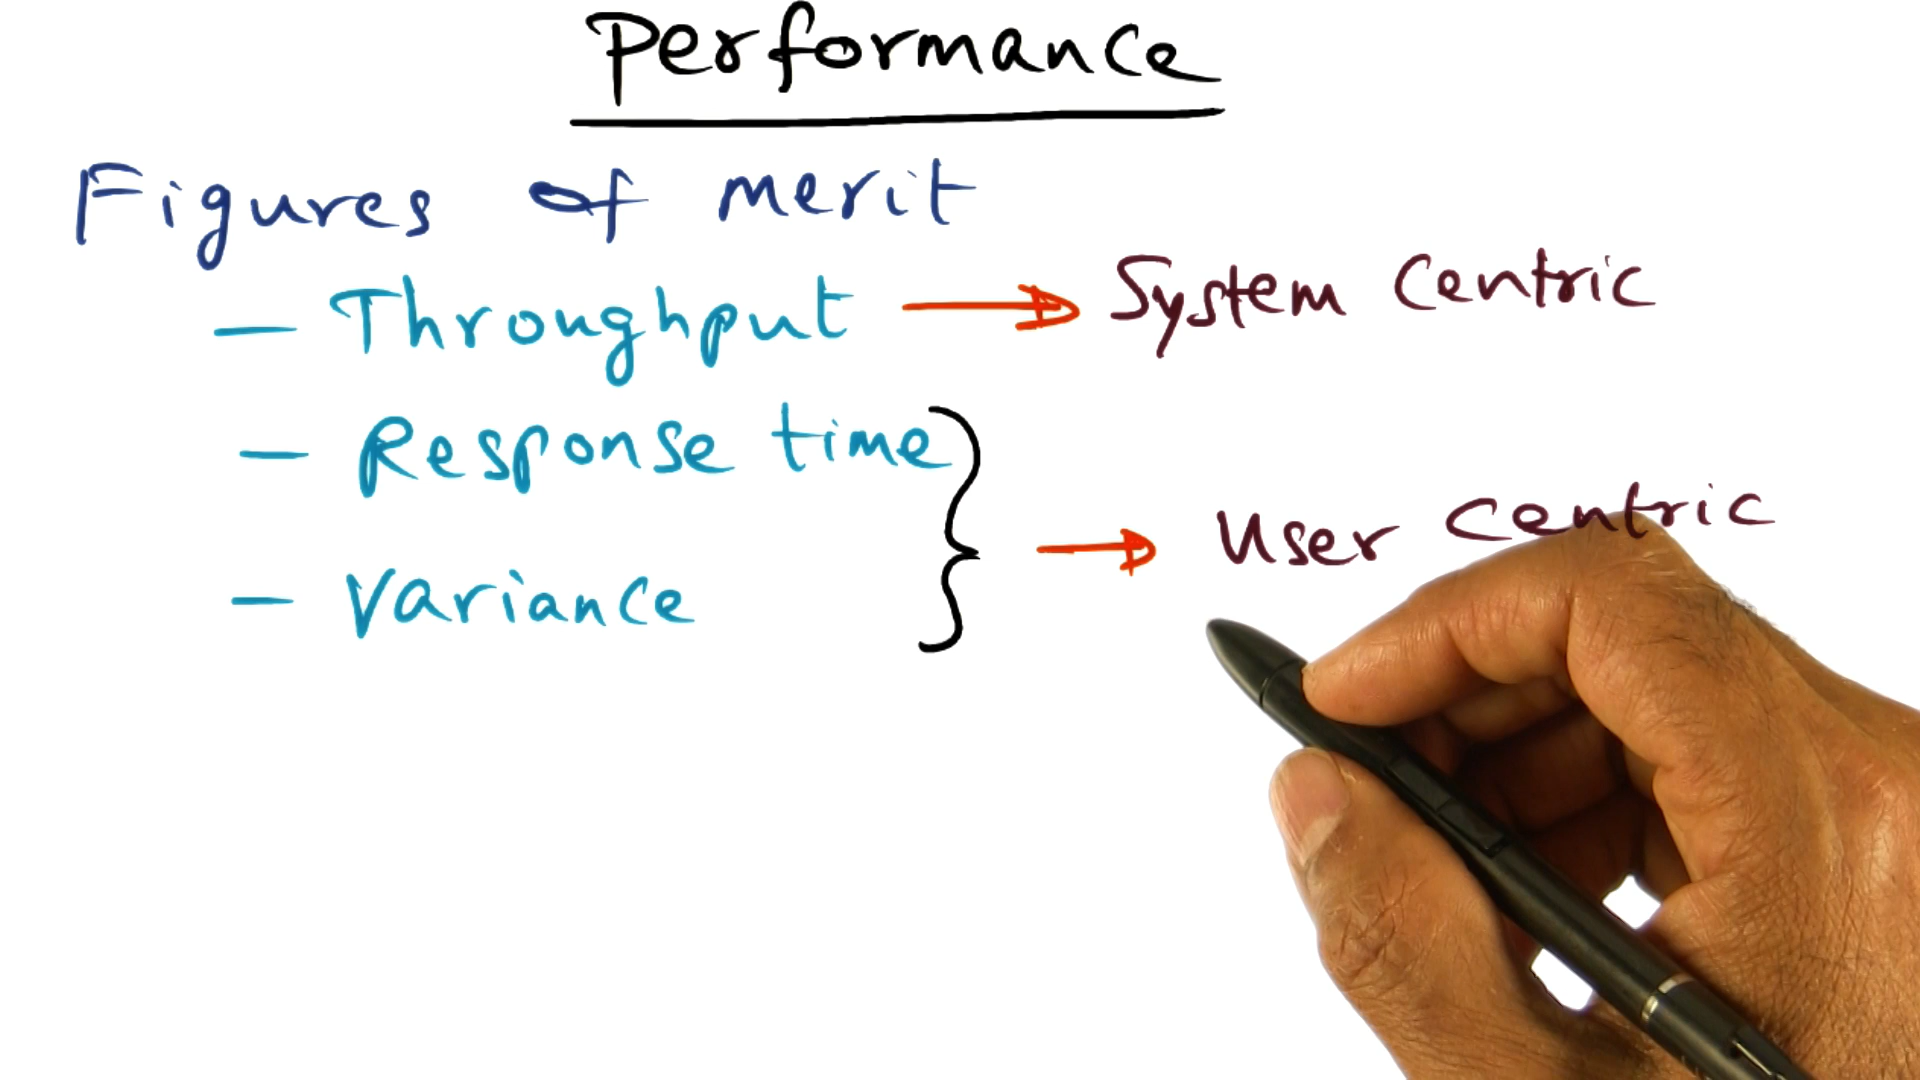 Performance
Figures of merit
- Throughput → System Centric
- Response time
- Variance
} → User Centric